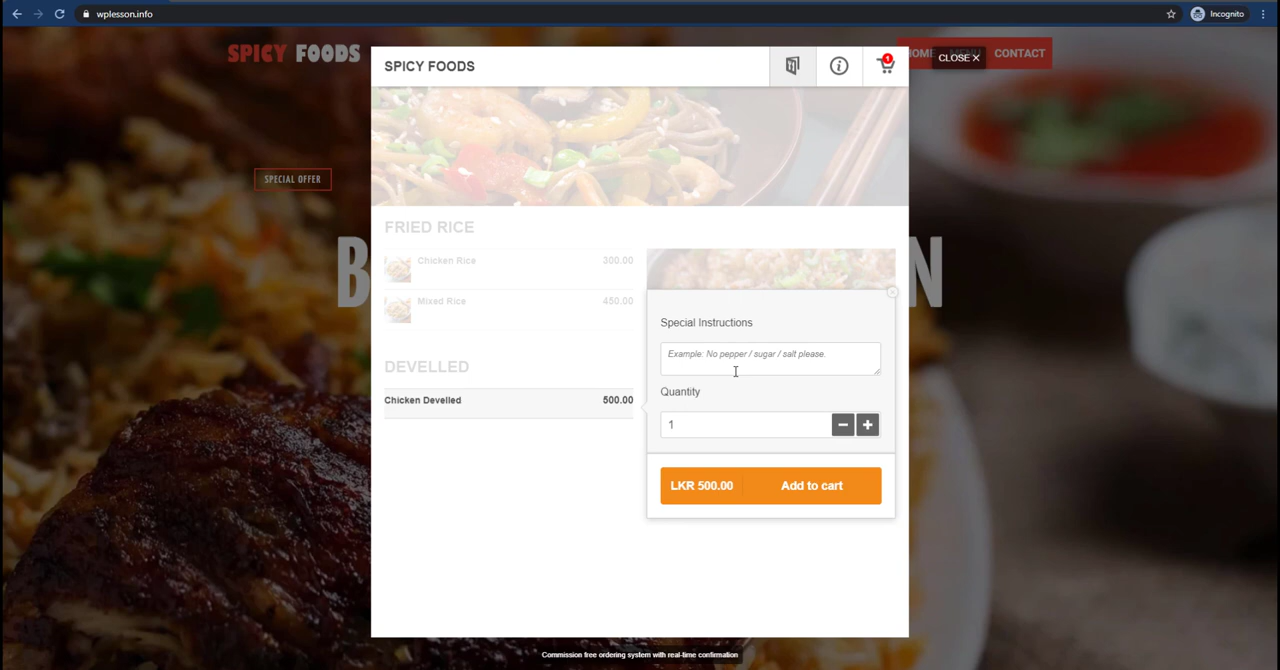 wplesson.info
Incognito
SPICY FOODS
HOME MENU CONTACT
SPICY FOODS
1
CLOSE ×
SPECIAL OFFER
FRIED RICE
Chicken Rice 300.00
Mixed Rice 450.00
DEVELLED
Chicken Develled 500.00
Special Instructions
Example: No pepper / sugar / salt please.
Quantity
1
LKR 500.00 Add to cart
Commission free ordering system with real-time confirmation